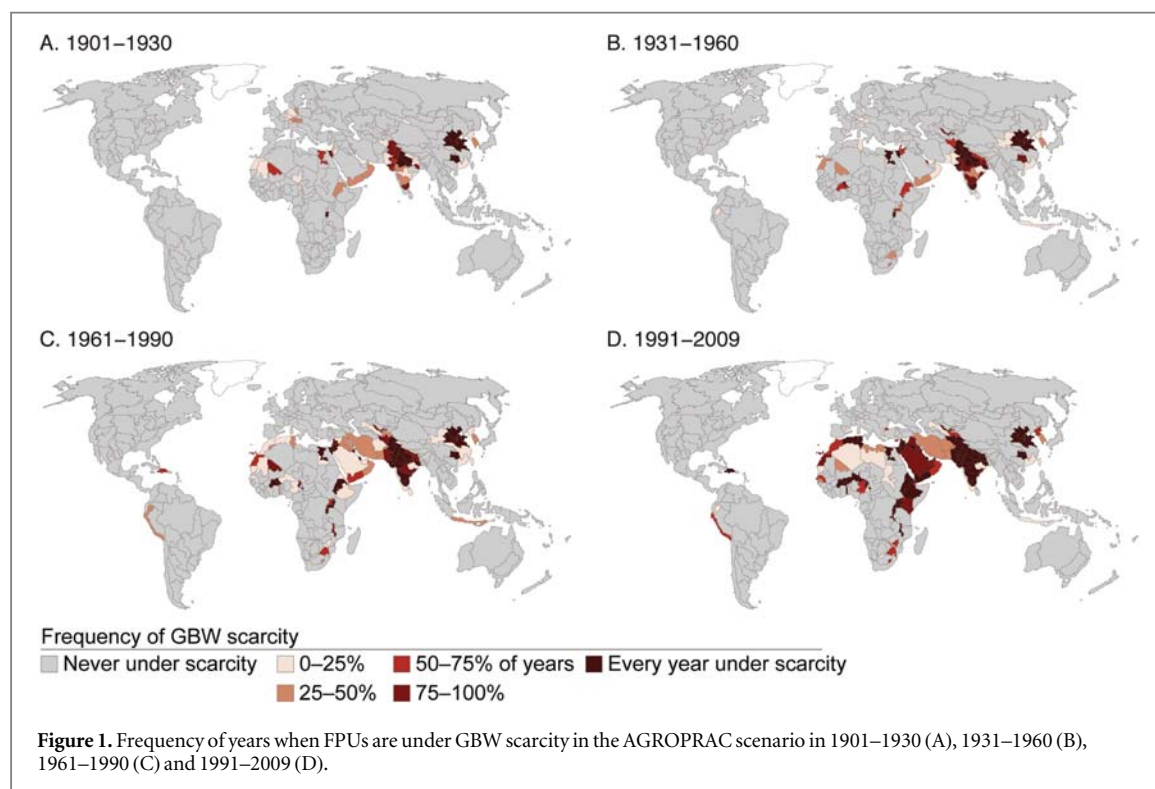 A. 1901–1930
B. 1931–1960
C. 1961–1990
D. 1991–2009
Frequency of GBW scarcity
Never under scarcity
0–25%
50–75% of years
Every year under scarcity
25–50%
75–100%
Figure 1. Frequency of years when FPUs are under GBW scarcity in the AGROPRAC scenario in 1901–1930 (A), 1931–1960 (B),
1961–1990 (C) and 1991–2009 (D).